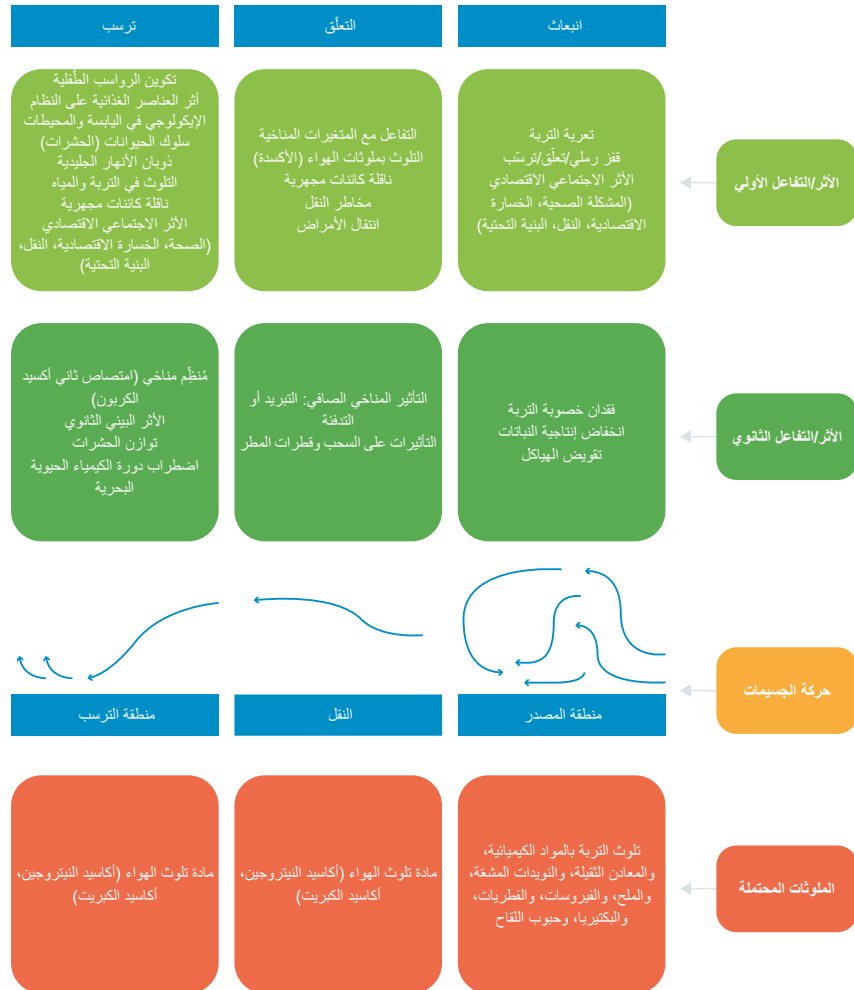 انبعاث
التعلّق
ترسب
الأثر/التفاعل الأولي
تعرية التربة
قفز رملي/تعلّق/ترسّب
الأثر الاجتماعي الاقتصادي
(المشكلة الصحية، الخسارة
الاقتصادية، النقل، البنية التحتية)
التفاعل مع المتغيرات المناخية
التلوث بملوثات الهواء (الأكسدة)
ناقلة كائنات مجهرية
مخاطر النقل
انتقال الأمراض
تكوين الرواسب الطَّفلية
أثر العناصر الغذائية على النظام
الإيكولوجي في اليابسة والمحيطات
سلوك الحيوانات (الحشرات)
ذوبان الأنهار الجليدية
التلوث في التربة والمياه
ناقلة كائنات مجهرية
الأثر الاجتماعي الاقتصادي
(الصحة، الخسارة الاقتصادية، النقل،
البنية التحتية)
الأثر/التفاعل الثانوي
فقدان خصوبة التربة
انخفاض إنتاجية النباتات
تقويض الهياكل
التأثير المناخي الصافي: التبريد أو
التدفئة
التأثيرات على السحب وقطرات المطر
مُنظِّم مناخي (امتصاص ثاني أكسيد
الكربون)
الأثر البيئي الثانوي
توازن الحشرات
اضطراب دورة الكيمياء الحيوية
البحرية
حركة الجسيمات
منطقة المصدر
النقل
منطقة الترسب
الملوثات المحتملة
تلوث التربة بالمواد الكيميائية،
والمعادن الثقيلة، والنويدات المشعّة،
والملح، والفيروسات، والفطريات،
والبكتيريا، وحبوب اللقاح
مادة تلوث الهواء (أكاسيد النيتروجين،
أكاسيد الكبريت)
مادة تلوث الهواء (أكاسيد النيتروجين،
أكاسيد الكبريت)